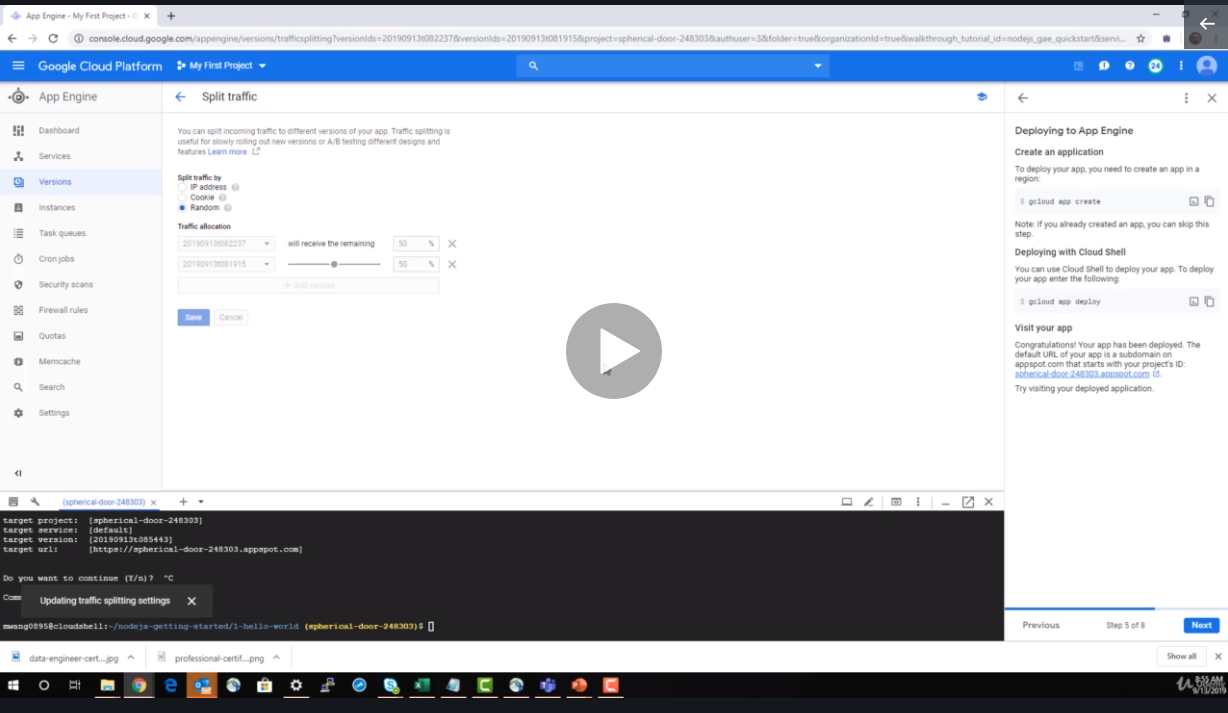 App Engine - My First Project - G
console.cloud.google.com/appengine/versions/trafficsplitting?versionIds=20190913t082237&versionIds=20190913t081915&project=spherical-door-248303&authuser=3&folder=true&organizationId=true&walkthrough_tutorial_id=nodejs_gae_quickstart&servi...
Google Cloud Platform
My First Project
24
App Engine
Split traffic
Dashboard
Services
Versions
Instances
Task queues
Cron jobs
Security scans
Firewall rules
Quotas
Memcache
Search
Settings
You can split incoming traffic to different versions of your app. Traffic splitting is
useful for slowly rolling out new versions or A/B testing different designs and
features Learn more
Split traffic by
IP address
Cookie
Random
Traffic allocation
20190913t082237 will receive the remaining 50 %
20190913t081915 50 %
+ Add version
Save Cancel
Deploying to App Engine
Create an application
To deploy your app, you need to create an app in a
region:
$ gcloud app create
Note: If you already created an app, you can skip this
step.
Deploying with Cloud Shell
You can use Cloud Shell to deploy your app. To deploy
your app enter the following:
$ gcloud app deploy
Visit your app
Congratulations! Your app has been deployed. The
default URL of your app is a subdomain on
appspot.com that starts with your project's ID:
spherical-door-248303.appspot.com
Try visiting your deployed application.
Previous Step 5 of 8 Next
(spherical-door-248303)
target project: [spherical-door-248303]
target service: [default]
target version: [20190913t085443]
target url: [https://spherical-door-248303.appspot.com]
Do you want to continue (Y/n)? ^C
Comm
Updating traffic splitting settings
mwang0895@cloudshell:~/nodejs-getting-started/1-hello-world (spherical-door-248303)$
data-engineer-cert....jpg
professional-certif....png
Show all
8:55 AM
9/13/2019
Udemy